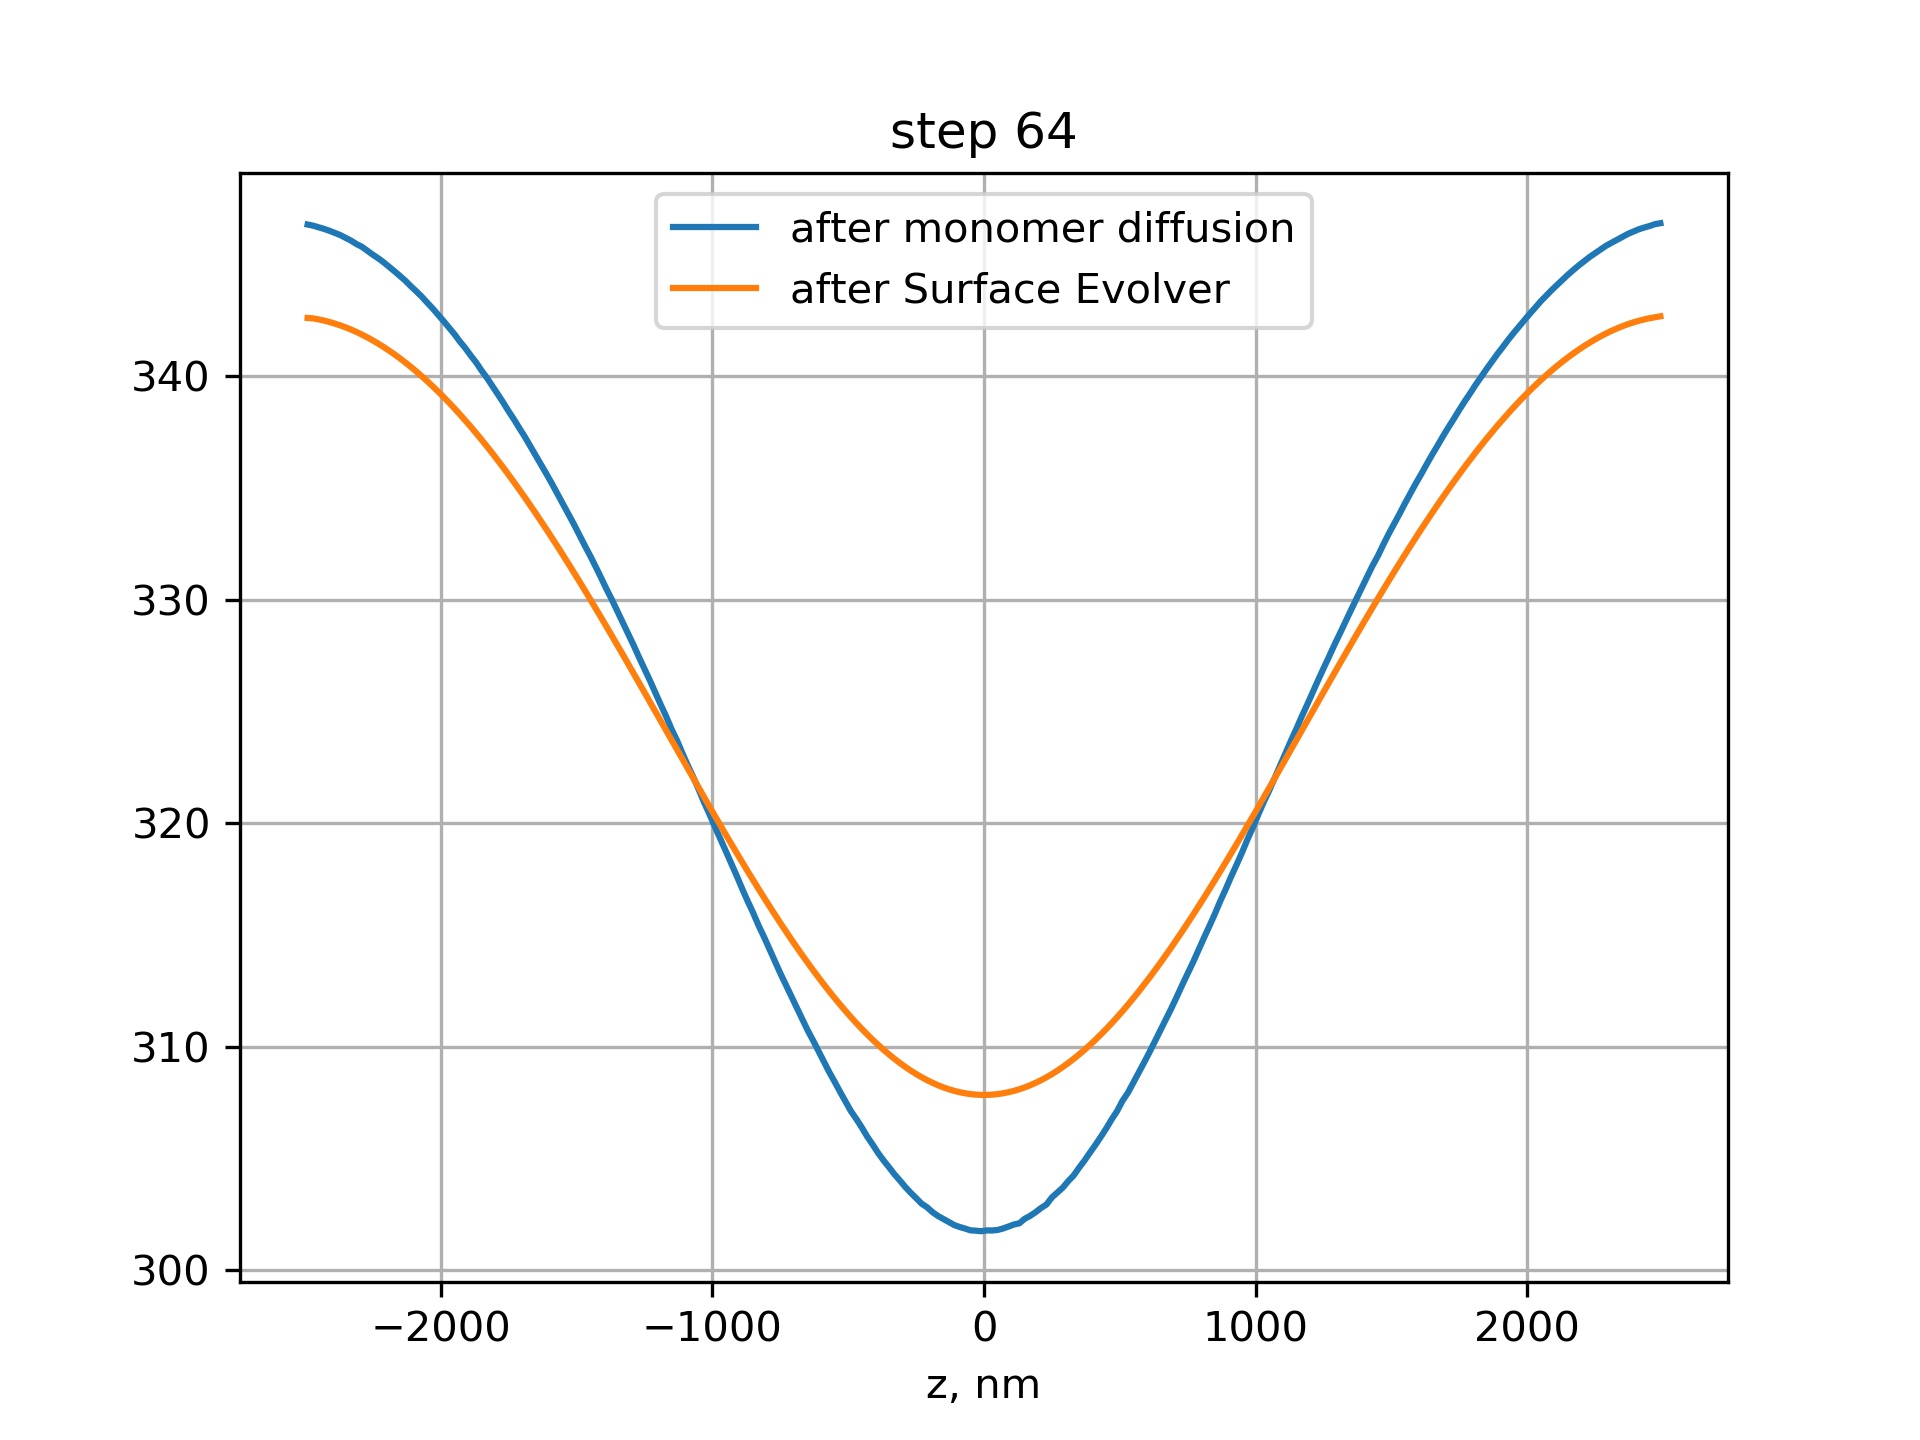 step 64
after monomer diffusion
after Surface Evolver
340
330
320
310
300
−2000 −1000 0 1000 2000
z, nm